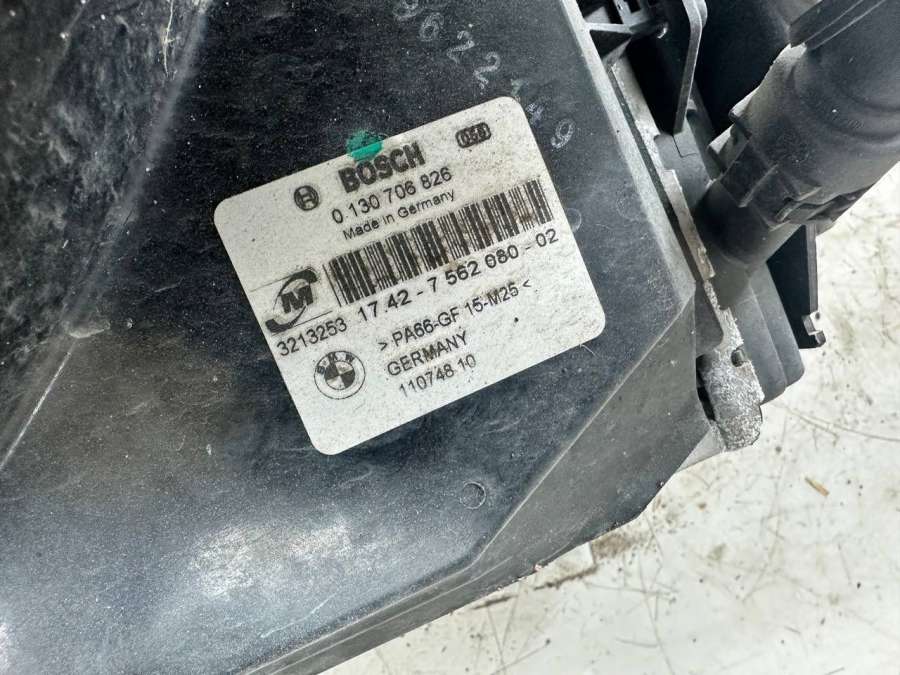 BOSCH
0 130 706 826
Made in Germany
17.42 - 7 562 080 - 02
3213253
> PA66-GF 15-M25 <
GERMANY
110748 10
BMW